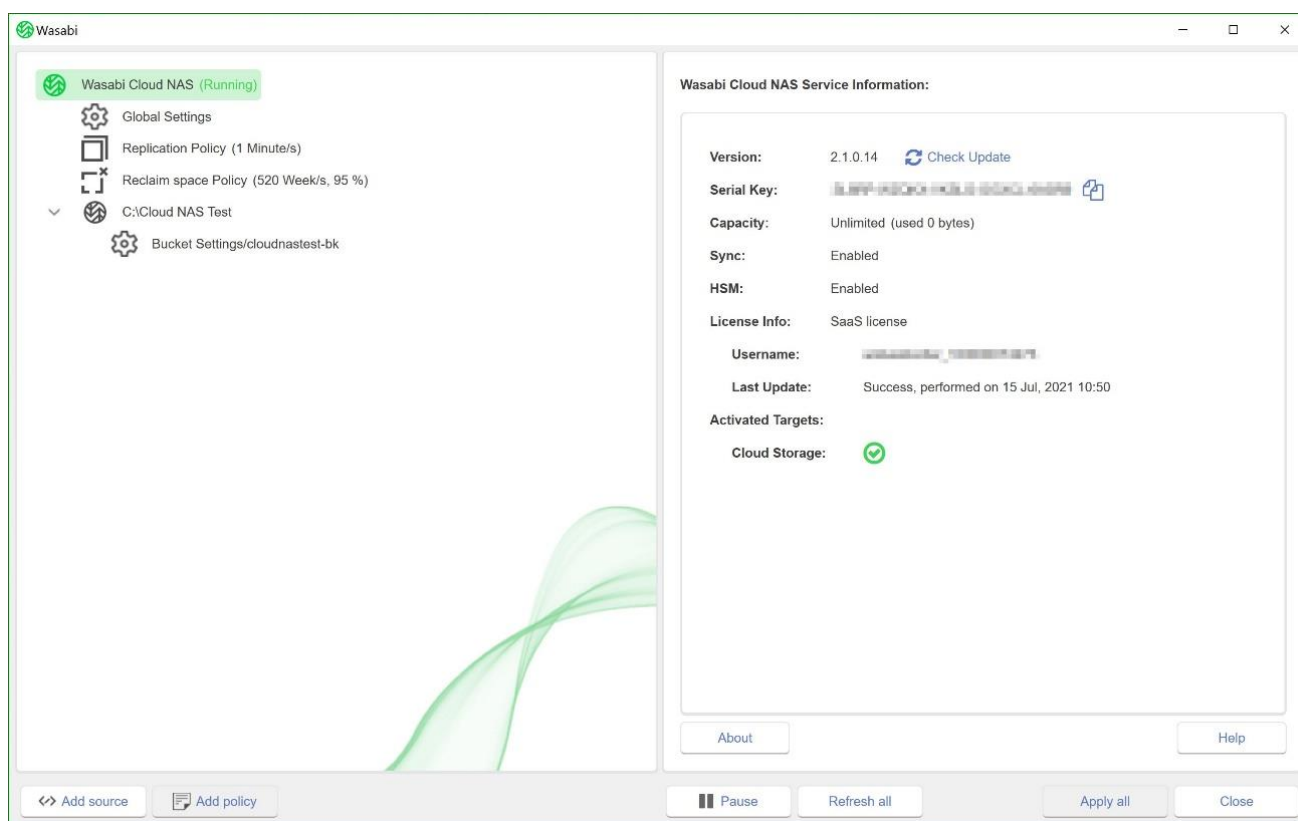 Wasabi
Wasabi Cloud NAS (Running)
Global Settings
Replication Policy (1 Minute/s)
Reclaim space Policy (520 Week/s, 95 %)
C:\Cloud NAS Test
Bucket Settings/cloudnastest-bk
Wasabi Cloud NAS Service Information:
Version: 2.1.0.14 Check Update
Serial Key:
Capacity: Unlimited (used 0 bytes)
Sync: Enabled
HSM: Enabled
License Info: SaaS license
Username:
Last Update: Success, performed on 15 Jul, 2021 10:50
Activated Targets:
Cloud Storage:
About Help
Add source Add policy Pause Refresh all Apply all Close